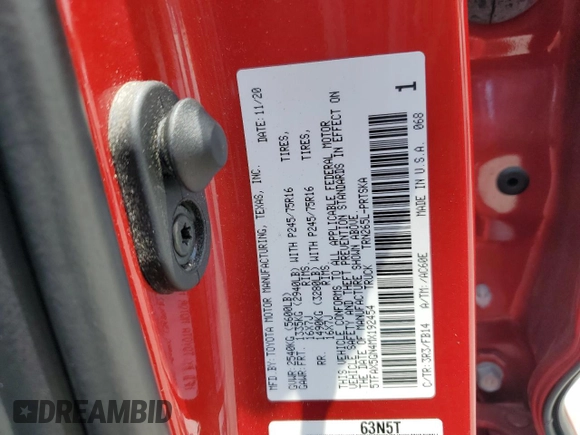 MFD. BY: TOYOTA MOTOR MANUFACTURING, TEXAS, INC. DATE: 11/20
GVWR 2540KG (5600LB)
GAWR FRT. 1335KG (2940LB) WITH P245/75R16 TIRES,
16X7J RIMS
RR. 1490KG (3280LB) WITH P245/75R16 TIRES,
16X7J RIMS
THIS VEHICLE CONFORMS TO ALL APPLICABLE FEDERAL MOTOR
VEHICLE SAFETY AND THEFT PREVENTION STANDARDS IN EFFECT ON
THE DATE OF MANUFACTURE SHOWN ABOVE.
5TFAX5GN4MX192454 TRUCK TRN265L-PRTSKA
C/TR: 3R3/FB14 A/TM: /AC60E MADE IN U.S.A. 068
1
63N5T
DREAMBID